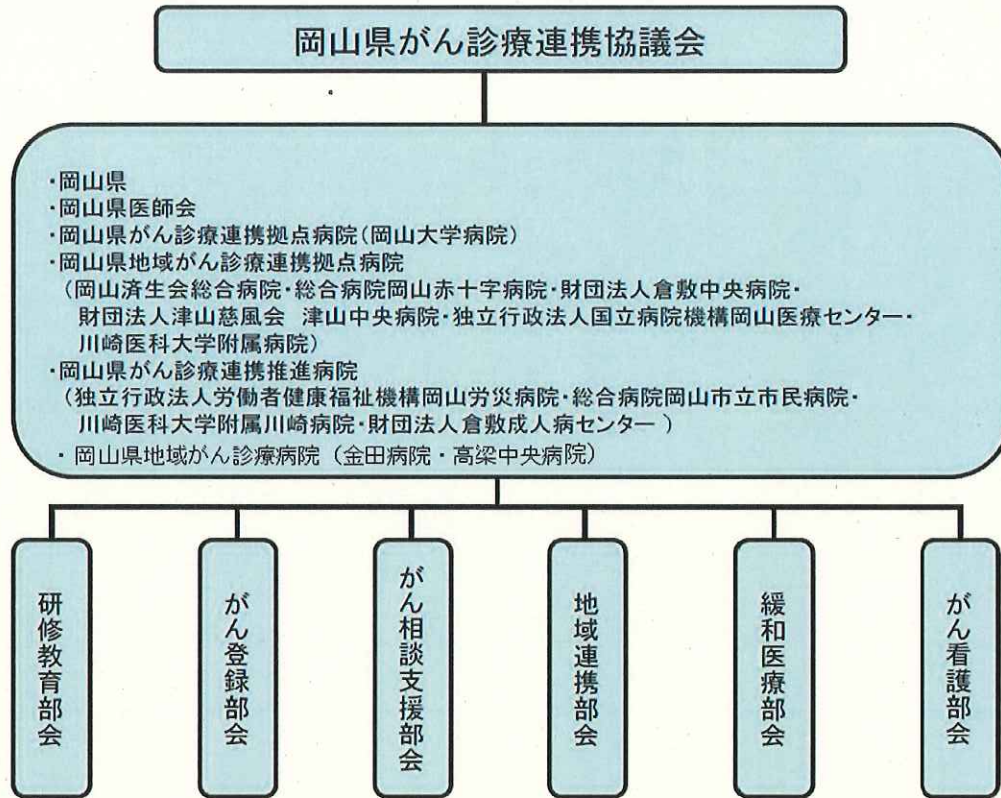 岡山県がん診療連携協議会
・岡山県
・岡山県医師会
・岡山県がん診療連携拠点病院(岡山大学病院)
・岡山県地域がん診療連携拠点病院
(岡山済生会総合病院・総合病院岡山赤十字病院・財団法人倉敷中央病院・
財団法人津山慈風会 津山中央病院・独立行政法人国立病院機構岡山医療センター・
川崎医科大学附属病院)
・岡山県がん診療連携推進病院
(独立行政法人労働者健康福祉機構岡山労災病院・総合病院岡山市立市民病院・
川崎医科大学附属川崎病院・財団法人倉敷成人病センター )
・岡山県地域がん診療病院 (金田病院・高梁中央病院)
研修教育部会
がん登録部会
がん相談支援部会
地域連携部会
緩和医療部会
がん看護部会